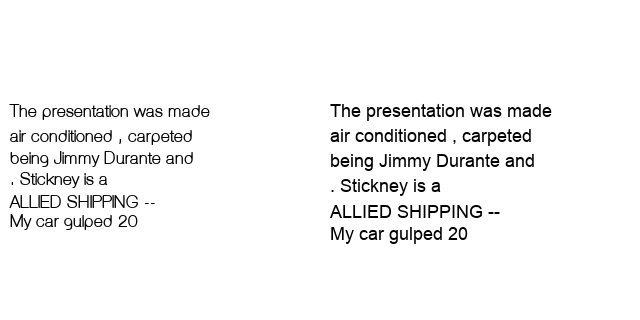 The presentation was made
air conditioned , carpeted
being Jimmy Durante and
. Stickney is a
ALLIED SHIPPING --
My car gulped 20
The presentation was made
air conditioned , carpeted
being Jimmy Durante and
. Stickney is a
ALLIED SHIPPING --
My car gulped 20